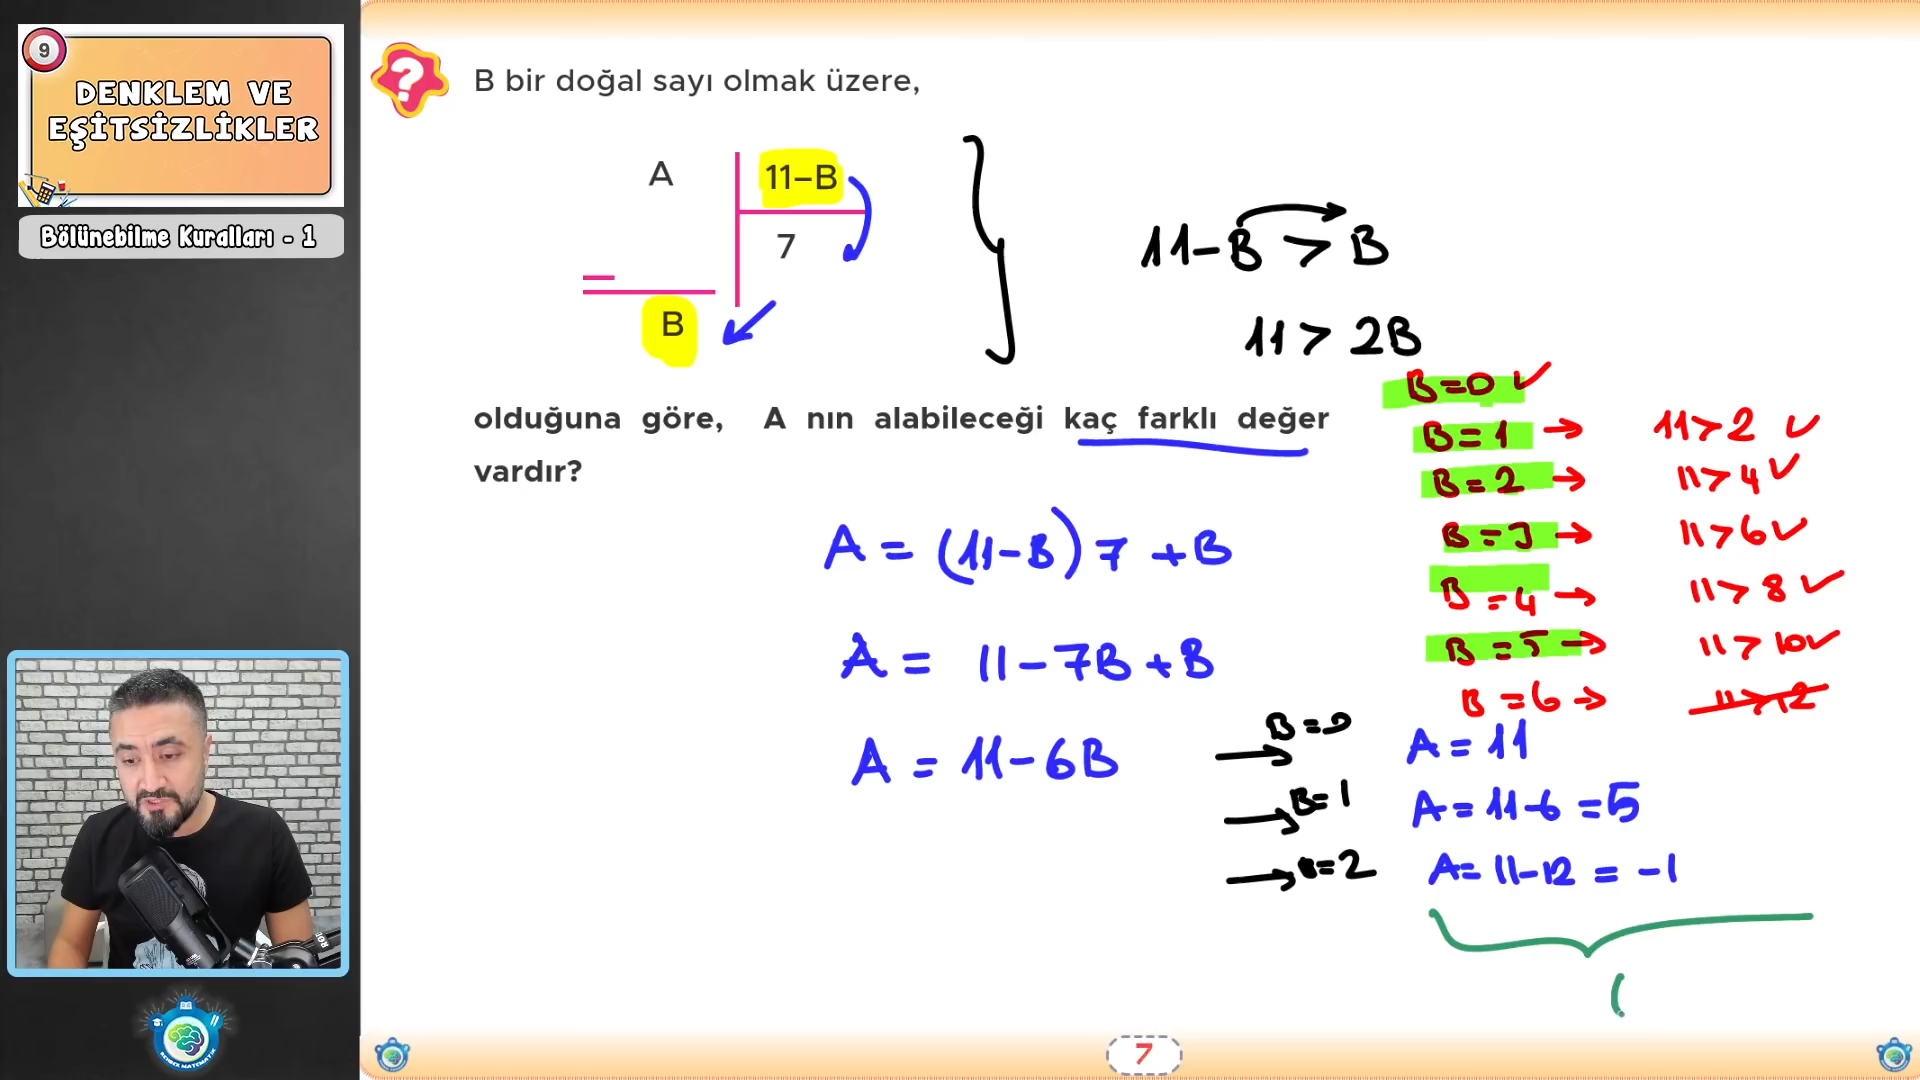 9
DENKLEM VE
EŞİTSİZLİKLER
Bölünebilme Kuralları - 1
?
B bir doğal sayı olmak üzere,
A
11-B
7
B
11-B > B
11 > 2B
olduğuna göre, A nın alabileceği kaç farklı değer
vardır?
B=0 ✓
B=1 → 11>2 ✓
B=2 → 11>4 ✓
B=3 → 11>6 ✓
B=4 → 11>8 ✓
B=5 → 11>10 ✓
B=6 → 11>12
A = (11-B) 7 + B
A = 11-7B+B
A = 11-6B
→ B=0 A=11
→ B=1 A=11-6=5
→ B=2 A=11-12=-1
(
REHBER MATEMATİK
7